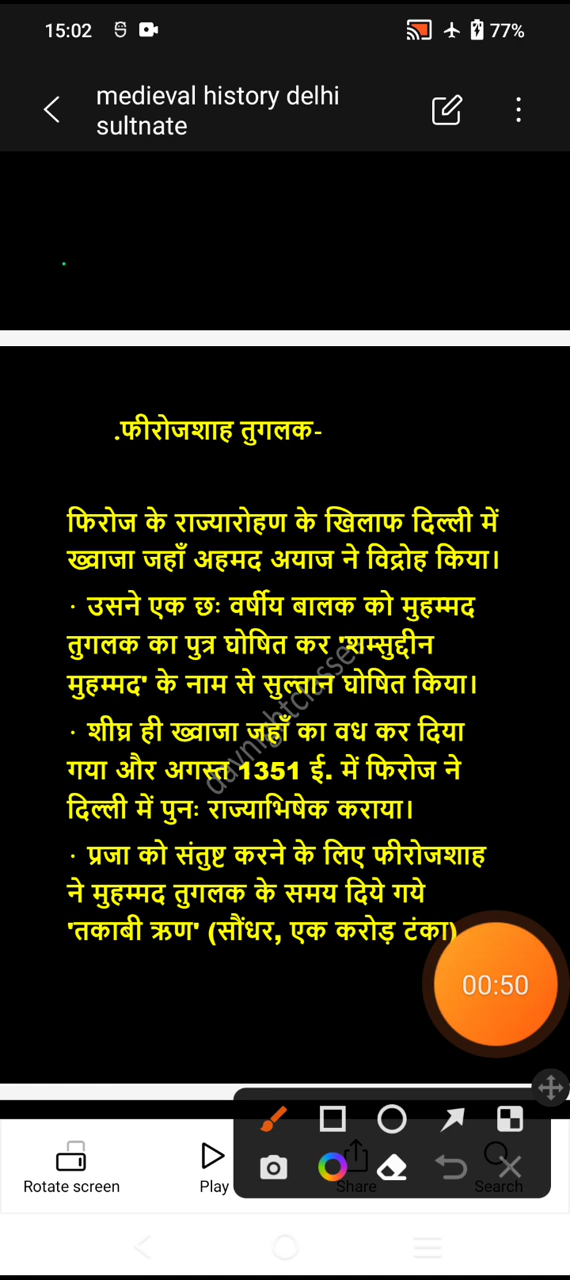 15:02
77%
medieval history delhi
sultnate
.फीरोजशाह तुगलक-
फिरोज के राज्यारोहण के खिलाफ दिल्ली में
ख्वाजा जहाँ अहमद अयाज ने विद्रोह किया।
· उसने एक छः वर्षीय बालक को मुहम्मद
तुगलक का पुत्र घोषित कर 'शम्सुद्दीन
मुहम्मद' के नाम से सुल्तान घोषित किया।
· शीघ्र ही ख्वाजा जहाँ का वध कर दिया
गया और अगस्त 1351 ई. में फिरोज ने
दिल्ली में पुनः राज्याभिषेक कराया।
· प्रजा को संतुष्ट करने के लिए फीरोजशाह
ने मुहम्मद तुगलक के समय दिये गये
'तकाबी ऋण' (सौंधर, एक करोड़ टंका)
davnightclasse
00:50
Rotate screen
Play
Share
Search